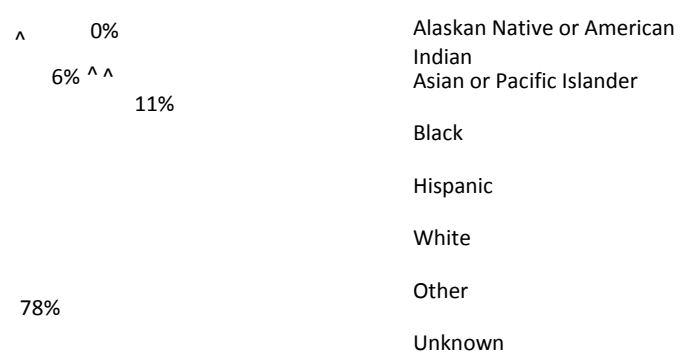 ^
0%
6% ^ ^
11%
78%
Alaskan Native or American
Indian
Asian or Pacific Islander
Black
Hispanic
White
Other
Unknown